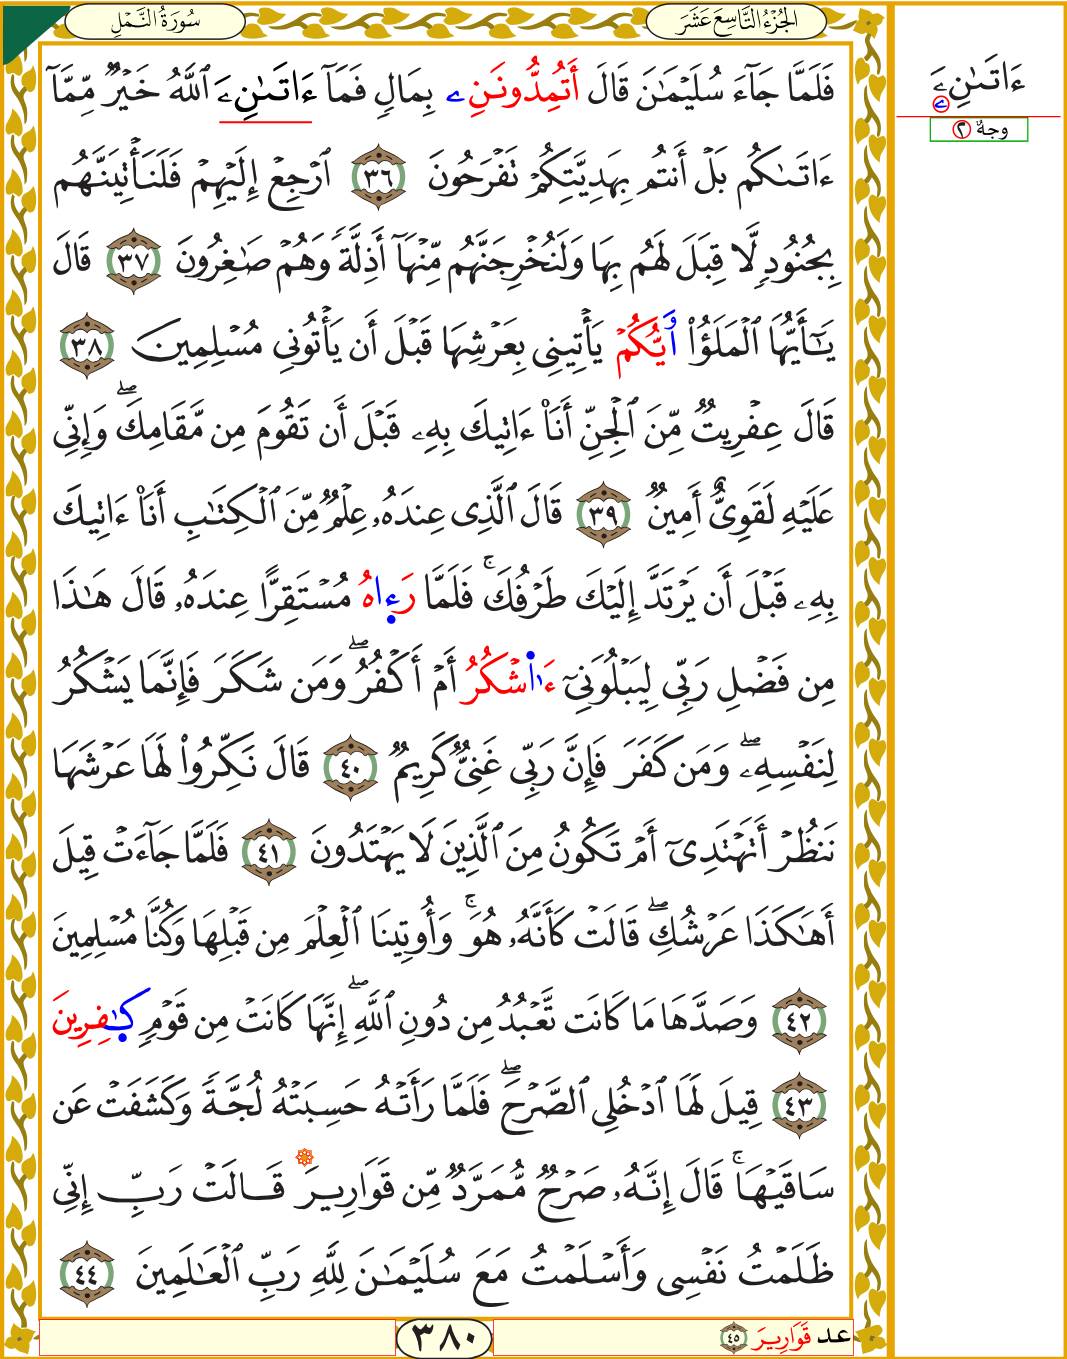 سُورَةُ النَّمْلِ
الجُزْءُ التَّاسِعَ عَشَرَ
فَلَمَّا جَآءَ سُلَيْمَٰنَ قَالَ أَتُمِدُّونَنِۦ بِمَالٍ فَمَآ ءَاتَىٰنِۦَ ٱللَّهُ خَيْرٌ مِّمَّآ
ءَاتَىٰكُم بَلْ أَنتُم بِهَدِيَّتِكُمْ تَفْرَحُونَ ٣٦ ٱرْجِعْ إِلَيْهِمْ فَلَنَأْتِيَنَّهُم
بِجُنُودٍ لَّا قِبَلَ لَهُم بِهَا وَلَنُخْرِجَنَّهُم مِّنْهَآ أَذِلَّةً وَهُمْ صَٰغِرُونَ ٣٧ قَالَ
يَٰٓأَيُّهَا ٱلْمَلَؤُا۟ أَيُّكُمْ يَأْتِينِى بِعَرْشِهَا قَبْلَ أَن يَأْتُونِى مُسْلِمِينَ ٣٨
قَالَ عِفْرِيتٌ مِّنَ ٱلْجِنِّ أَنَا۠ ءَاتِيكَ بِهِۦ قَبْلَ أَن تَقُومَ مِن مَّقَامِكَ ۖ وَإِنِّى
عَلَيْهِ لَقَوِىٌّ أَمِينٌ ٣٩ قَالَ ٱلَّذِى عِندَهُۥ عِلْمٌ مِّنَ ٱلْكِتَٰبِ أَنَا۠ ءَاتِيكَ
بِهِۦ قَبْلَ أَن يَرْتَدَّ إِلَيْكَ طَرْفُكَ ۚ فَلَمَّا رَءَاهُ مُسْتَقِرًّا عِندَهُۥ قَالَ هَٰذَا
مِن فَضْلِ رَبِّى لِيَبْلُوَنِىٓ ءَا۬شْكُرُ أَمْ أَكْفُرُ ۖ وَمَن شَكَرَ فَإِنَّمَا يَشْكُرُ
لِنَفْسِهِۦ ۖ وَمَن كَفَرَ فَإِنَّ رَبِّى غَنِىٌّ كَرِيمٌ ٤٠ قَالَ نَكِّرُوا۟ لَهَا عَرْشَهَا
نَنظُرْ أَتَهْتَدِىٓ أَمْ تَكُونُ مِنَ ٱلَّذِينَ لَا يَهْتَدُونَ ٤١ فَلَمَّا جَآءَتْ قِيلَ
أَهَٰكَذَا عَرْشُكِ ۖ قَالَتْ كَأَنَّهُۥ هُوَ ۚ وَأُوتِينَا ٱلْعِلْمَ مِن قَبْلِهَا وَكُنَّا مُسْلِمِينَ
٤٢ وَصَدَّهَا مَا كَانَت تَّعْبُدُ مِن دُونِ ٱللَّهِ ۖ إِنَّهَا كَانَتْ مِن قَوْمٍ كَٰفِرِينَ
٤٣ قِيلَ لَهَا ٱدْخُلِى ٱلصَّرْحَ ۖ فَلَمَّا رَأَتْهُ حَسِبَتْهُ لُجَّةً وَكَشَفَتْ عَن
سَاقَيْهَا ۚ قَالَ إِنَّهُۥ صَرْحٌ مُّمَرَّدٌ مِّن قَوَارِيرَ قَالَتْ رَبِّ إِنِّى
ظَلَمْتُ نَفْسِى وَأَسْلَمْتُ مَعَ سُلَيْمَٰنَ لِلَّهِ رَبِّ ٱلْعَٰلَمِينَ ٤٤
عد قَوَارِيرَ ٤٥
٣٨٠
ءَاتَىٰنِۦَ
وجهٌ ٢